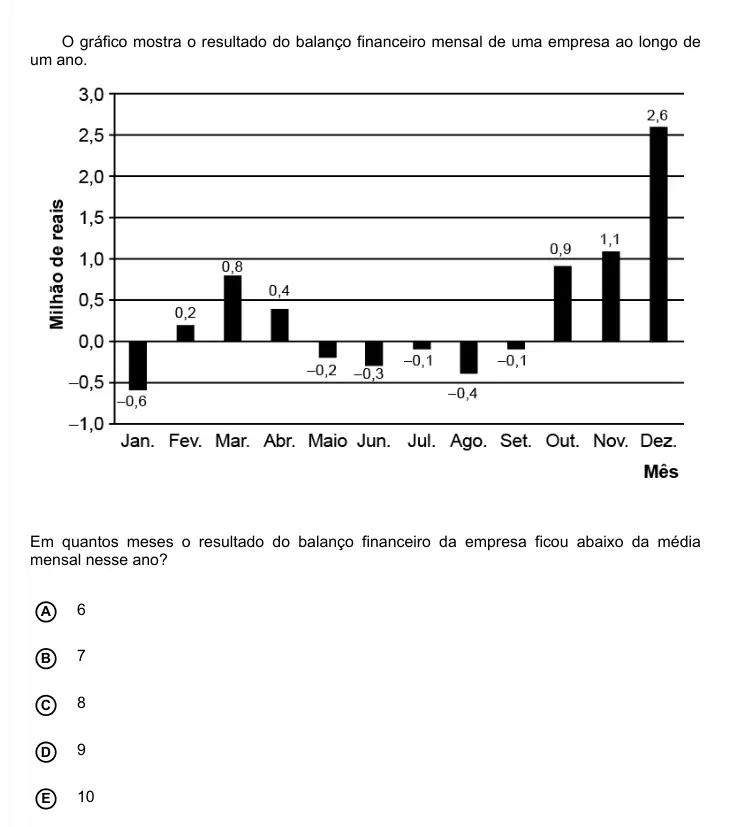 O gráfico mostra o resultado do balanço financeiro mensal de uma empresa ao longo de
um ano.
3,0
2,6
2,5
2,0
1,5
1,1
0,9
1,0
0,8
0,4
0,5
0,2
0,0
–0,2
–0,3
–0,1
–0,1
–0,5
–0,6
–0,4
–1,0
Milhão de reais
Jan. Fev. Mar. Abr. Maio Jun. Jul. Ago. Set. Out. Nov. Dez.
Mês
Em quantos meses o resultado do balanço financeiro da empresa ficou abaixo da média
mensal nesse ano?
A 6
B 7
C 8
D 9
E 10